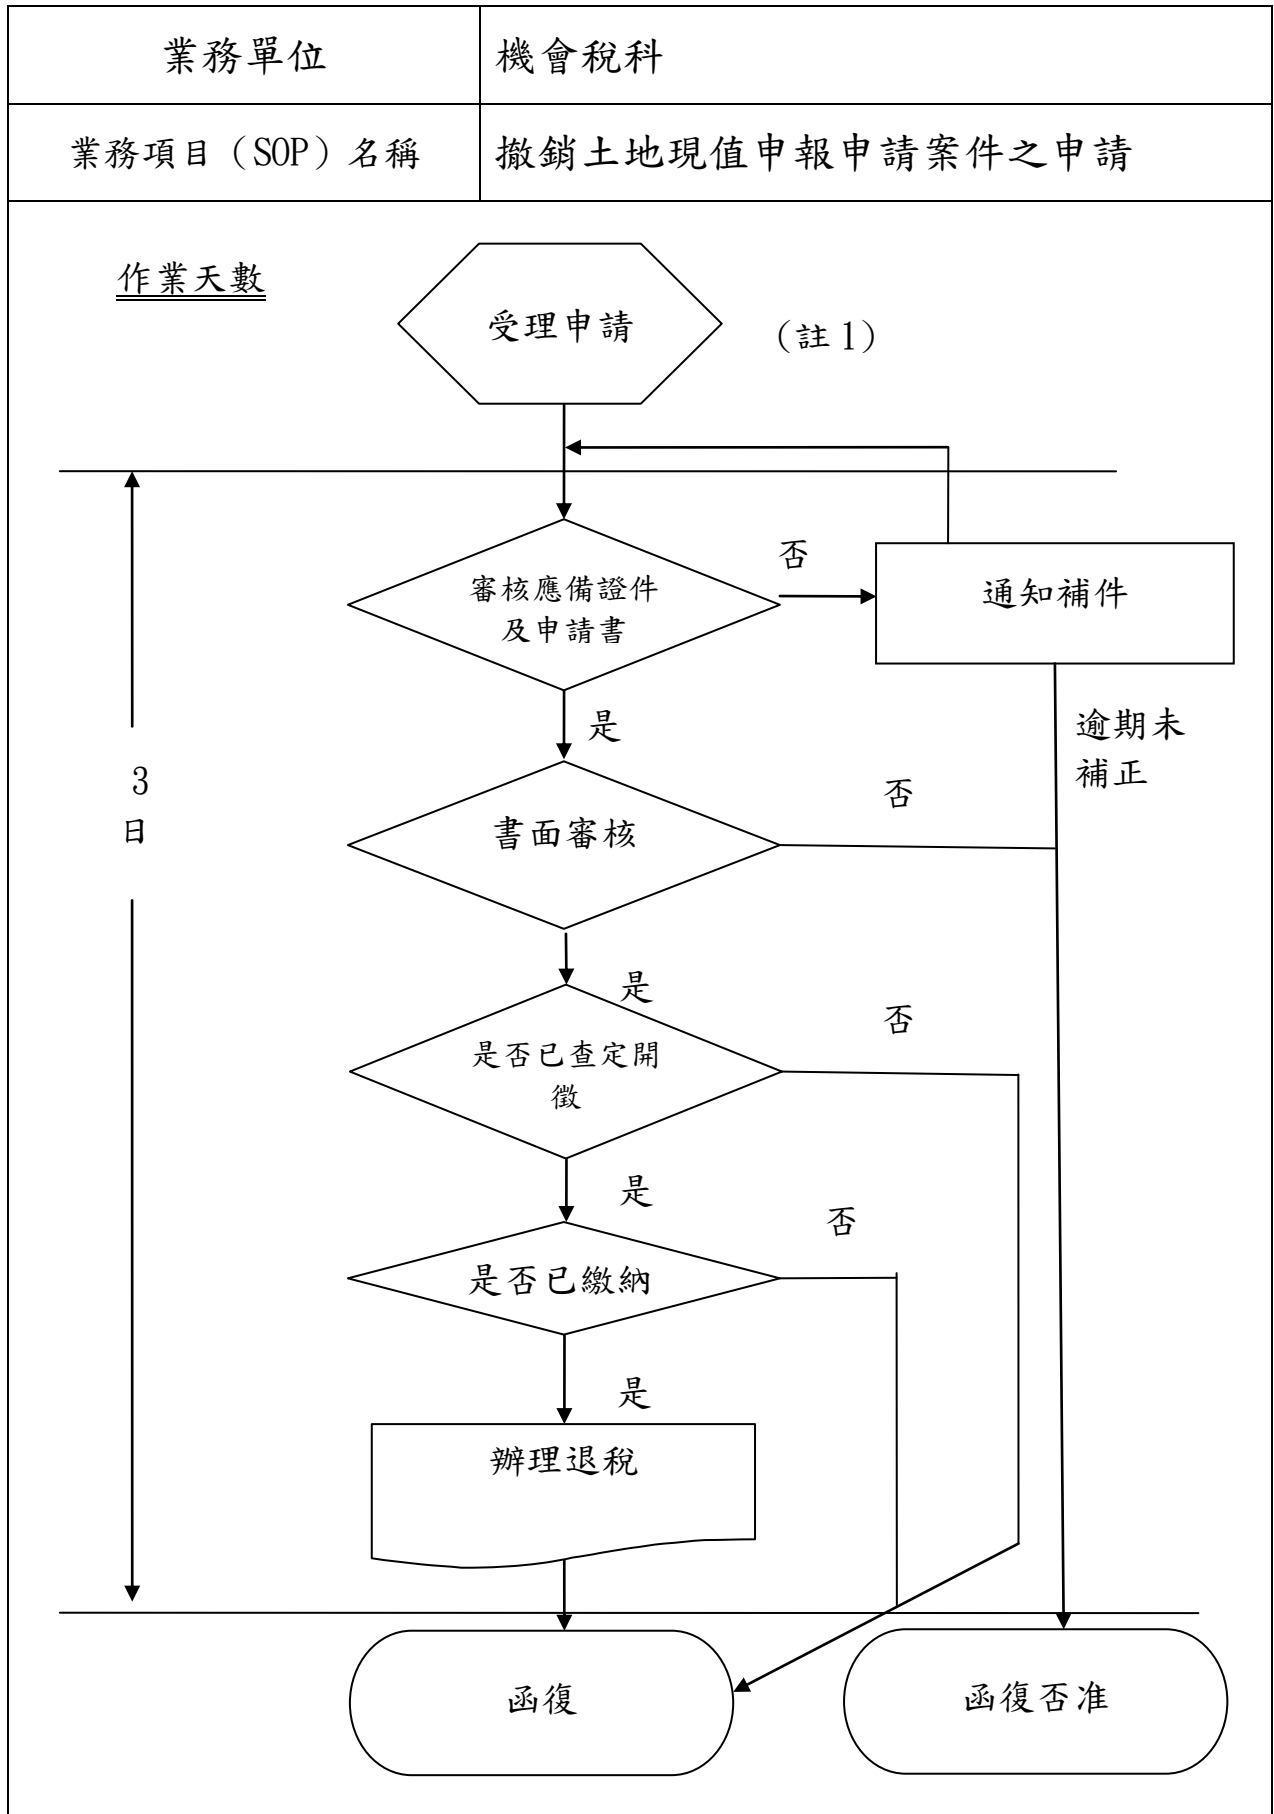 業務單位
機會稅科
業務項目（SOP）名稱
撤銷土地現值申報申請案件之申請
作業天數
受理申請
（註1）
審核應備證件
及申請書
否
通知補件
是
逾期未
補正
3
日
書面審核
否
是
是否已查定開
徵
否
是
是否已繳納
否
是
辦理退稅
函復
函復否准